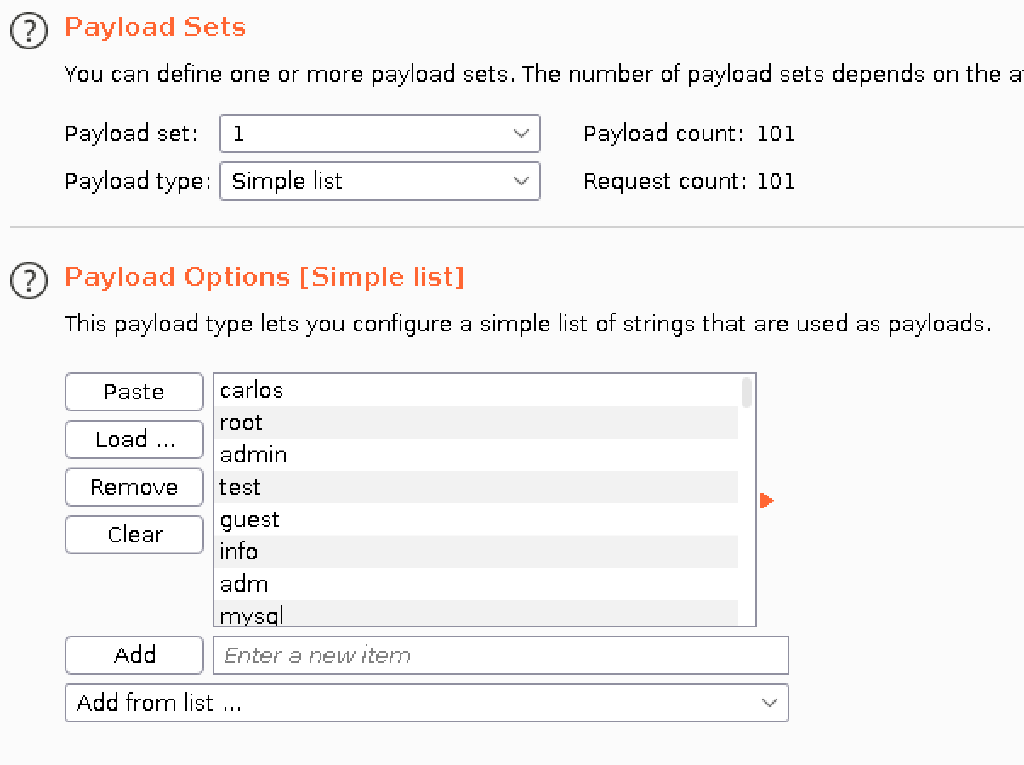 Payload Sets
You can define one or more payload sets. The number of payload sets depends on the a
Payload set: 1 Payload count: 101
Payload type: Simple list Request count: 101
Payload Options [Simple list]
This payload type lets you configure a simple list of strings that are used as payloads.
Paste
Load ...
Remove
Clear
carlos
root
admin
test
guest
info
adm
mysql
Add Enter a new item
Add from list ...